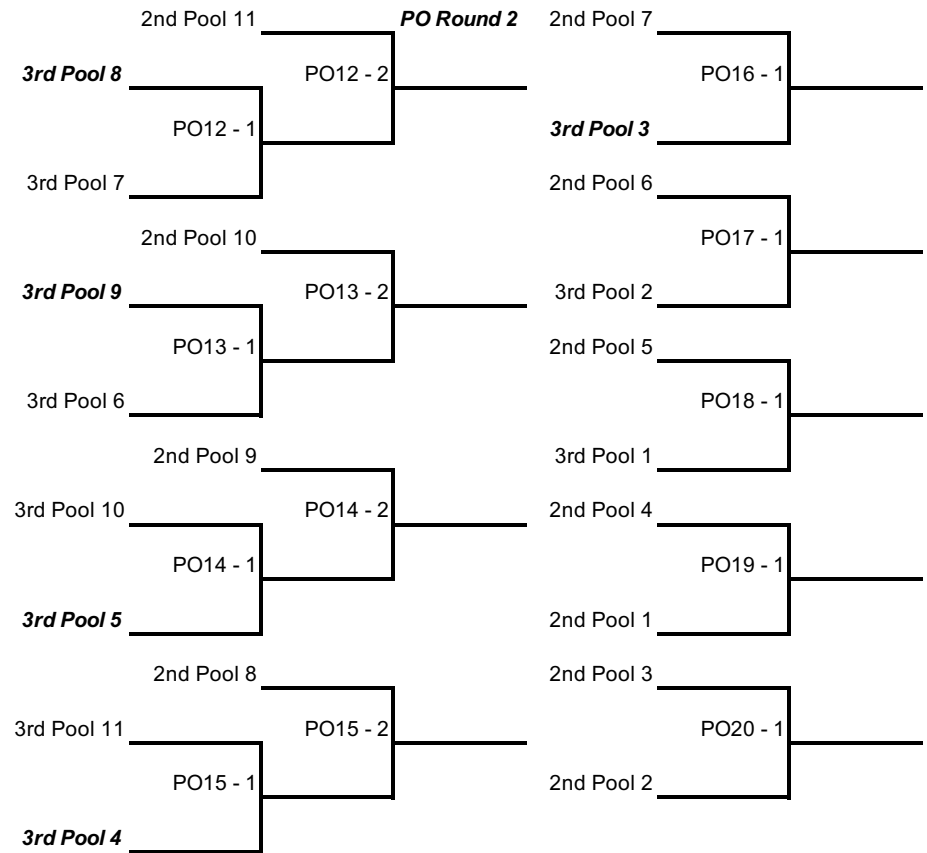 2nd Pool 11
PO Round 2
3rd Pool 8
PO12 - 2
PO12 - 1
3rd Pool 7
2nd Pool 10
3rd Pool 9
PO13 - 2
PO13 - 1
3rd Pool 6
2nd Pool 9
3rd Pool 10
PO14 - 2
PO14 - 1
3rd Pool 5
2nd Pool 8
3rd Pool 11
PO15 - 2
PO15 - 1
3rd Pool 4
2nd Pool 7
PO16 - 1
3rd Pool 3
2nd Pool 6
PO17 - 1
3rd Pool 2
2nd Pool 5
PO18 - 1
3rd Pool 1
2nd Pool 4
PO19 - 1
2nd Pool 1
2nd Pool 3
PO20 - 1
2nd Pool 2